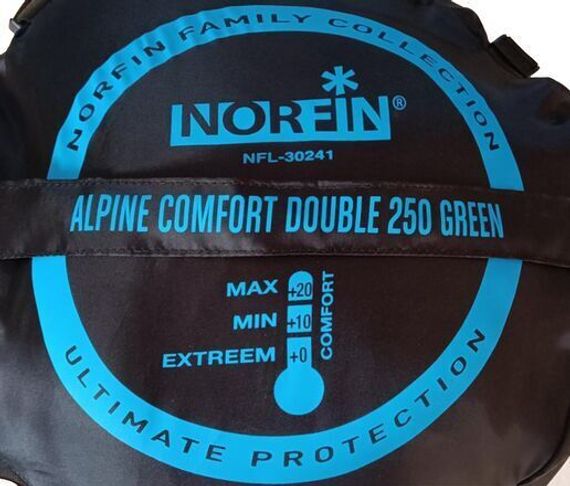 NORFIN FAMILY COLLECTION
NORFIN®
NFL-30241
ALPINE COMFORT DOUBLE 250 GREEN
MAX +20
MIN +10
EXTREEM +0
COMFORT
ULTIMATE PROTECTION